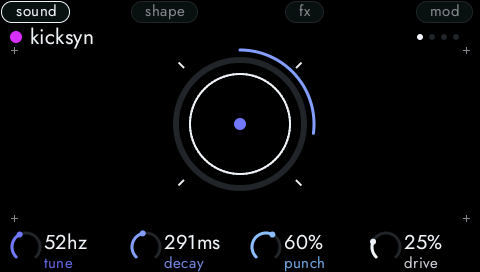 sound shape fx mod
kicksyn
52hz 291ms 60% 25%
tune decay punch drive